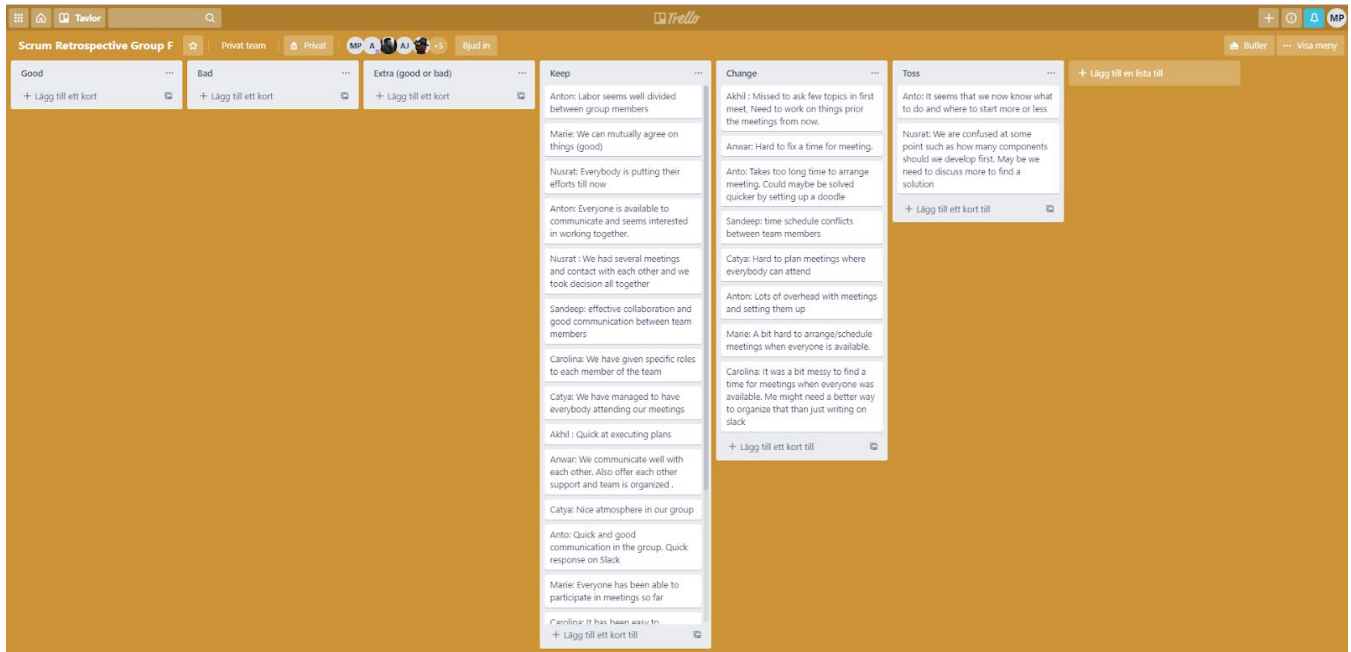 Tavlor
Trello
MP
Scrum Retrospective Group F
Privat team
Privat
MP
A
AJ
+5
Bjud in
Butler
Visa meny
Good
+ Lägg till ett kort
Bad
+ Lägg till ett kort
Extra (good or bad)
+ Lägg till ett kort
Keep
Anton: Labor seems well divided
between group members
Marie: We can mutually agree on
things (good)
Nusrat: Everybody is putting their
efforts till now
Anton: Everyone is available to
communicate and seems interested
in working together.
Nusrat : We had several meetings
and contact with each other and we
took decision all together
Sandeep: effective collaboration and
good communication between team
members
Carolina: We have given specific roles
to each member of the team
Catya: We have managed to have
everybody attending our meetings
Akhil : Quick at executing plans
Anwar: We communicate well with
each other. Also offer each other
support and team is organized .
Catya: Nice atmosphere in our group
Anto: Quick and good
communication in the group. Quick
response on Slack
Marie: Everyone has been able to
participate in meetings so far
Carolina: It has been easy to
+ Lägg till ett kort till
Change
Akhil : Missed to ask few topics in first
meet, Need to work on things prior
the meetings from now.
Anwar: Hard to fix a time for meeting.
Anto: Takes too long time to arrange
meeting. Could maybe be solved
quicker by setting up a doodle
Sandeep: time schedule conflicts
between team members
Catya: Hard to plan meetings where
everybody can attend
Anton: Lots of overhead with meetings
and setting them up
Marie: A bit hard to arrange/schedule
meetings when everyone is available.
Carolina: It was a bit messy to find a
time for meetings when everyone was
available. Me might need a better way
to organize that than just writing on
slack
+ Lägg till ett kort till
Toss
Anto: It seems that we now know what
to do and where to start more or less
Nusrat: We are confused at some
point such as how many components
should we develop first. May be we
need to discuss more to find a
solution
+ Lägg till ett kort till
+ Lägg till en lista till